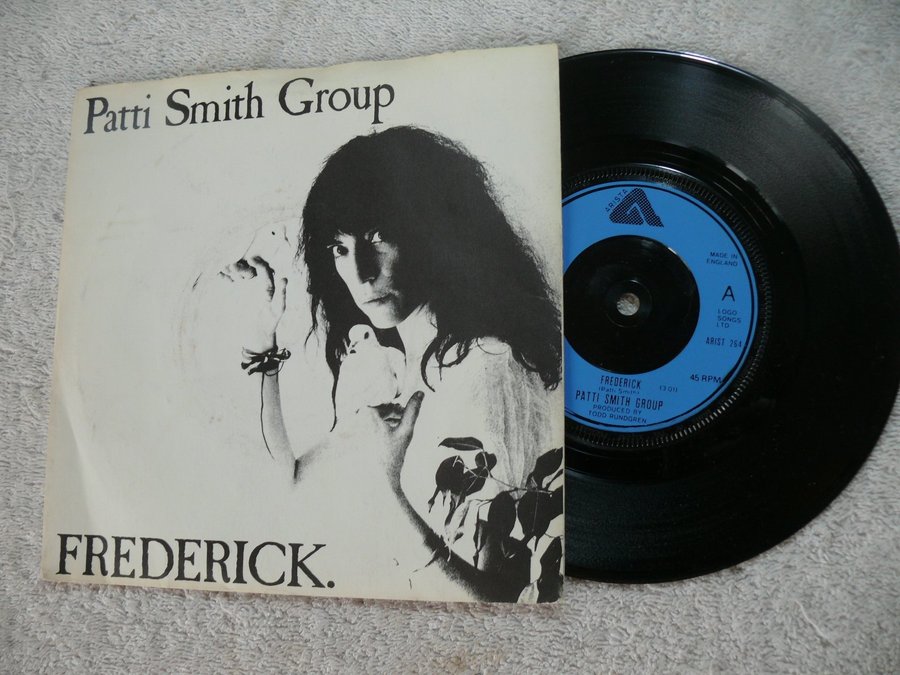 Patti Smith Group
FREDERICK.
ARISTA
MADE IN
ENGLAND
A
LOGO
SONGS
LTD
ARIST 264
45 RPM
FREDERICK (3.01)
(Patti Smith)
PATTI SMITH GROUP
PRODUCED BY
TODD RUNDGREN